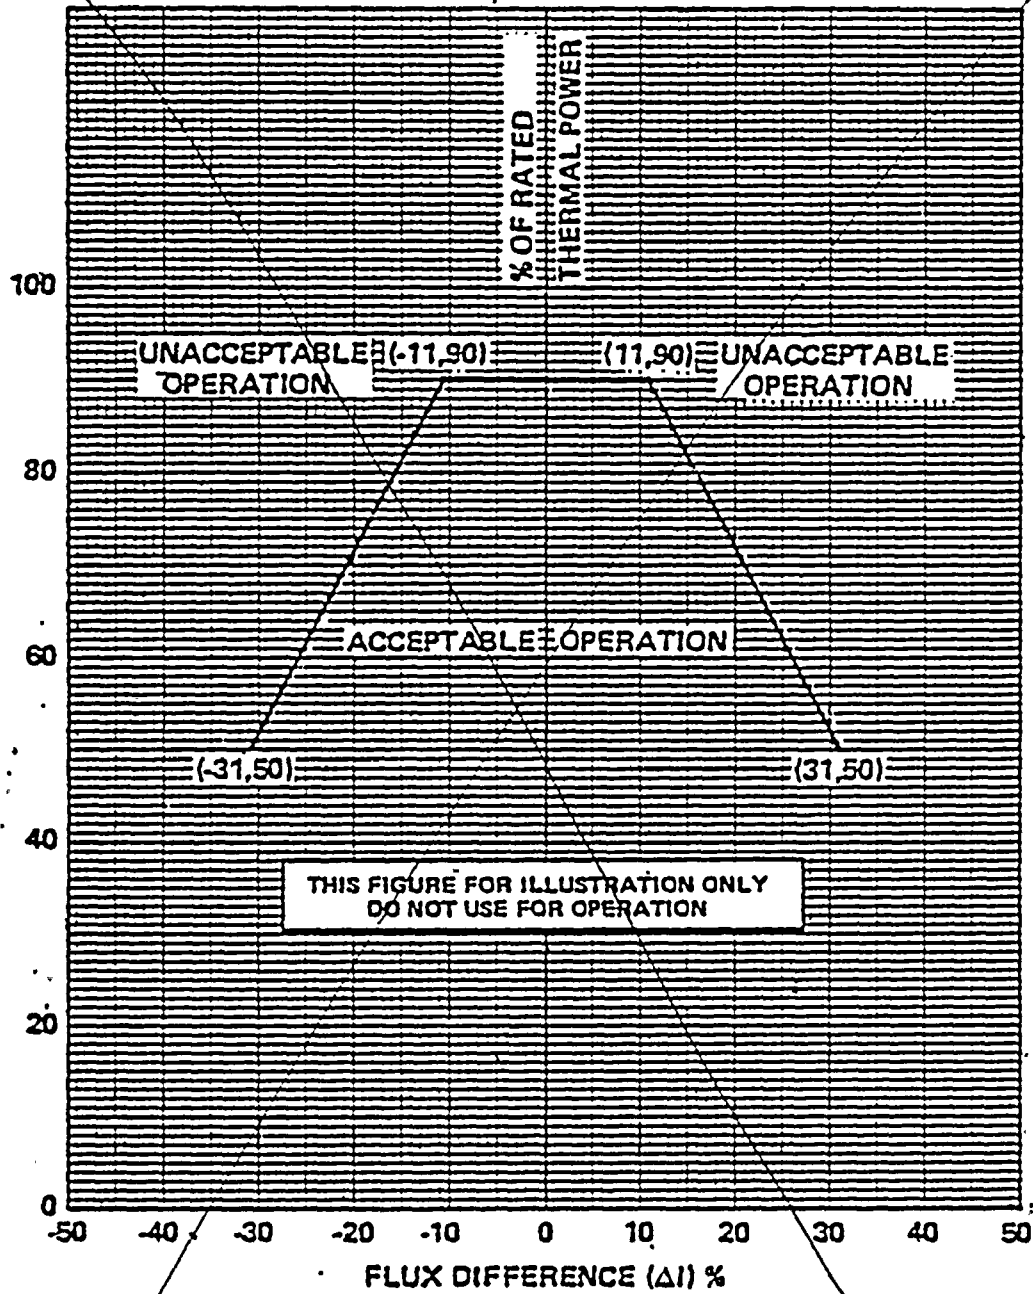 % OF RATED
THERMAL POWER
100
UNACCEPTABLE
OPERATION
(-11,90)
(11,90)
UNACCEPTABLE
OPERATION
80
ACCEPTABLE OPERATION
60
(-31,50)
(31,50)
40
THIS FIGURE FOR ILLUSTRATION ONLY
DO NOT USE FOR OPERATION
20
0
-50 -40 -30 -20 -10 0 10 20 30 40 50
FLUX DIFFERENCE (ΔI) %